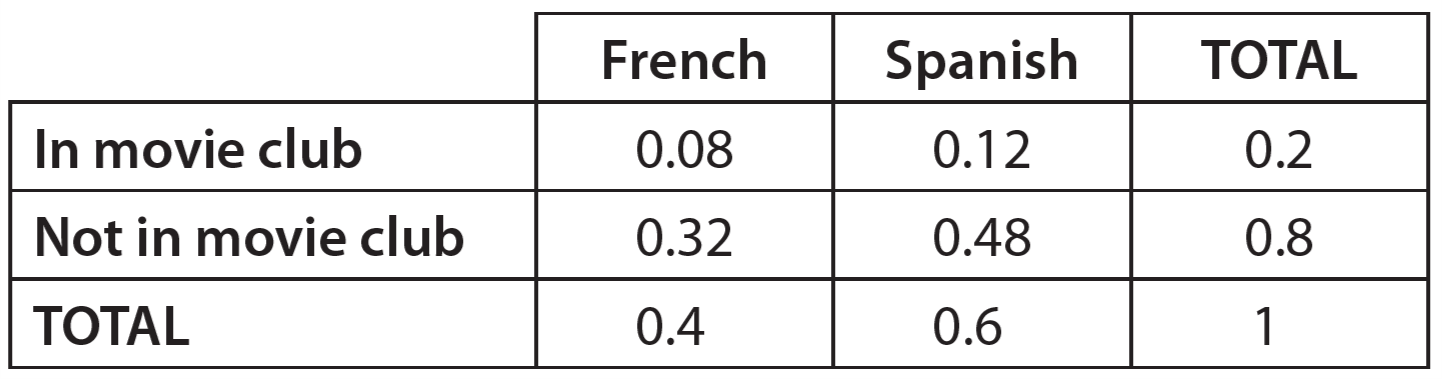 French Spanish TOTAL
In movie club 0.08 0.12 0.2
Not in movie club 0.32 0.48 0.8
TOTAL 0.4 0.6 1